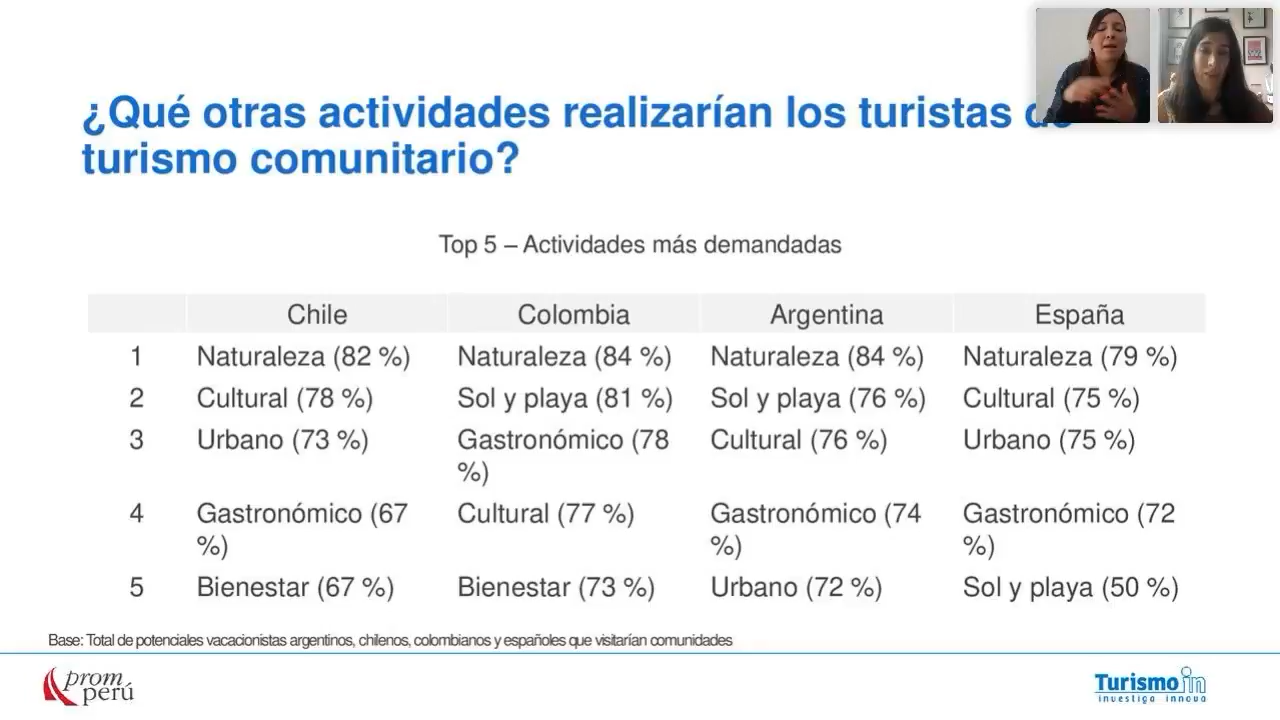 ¿Qué otras actividades realizarían los turistas de
turismo comunitario?
Top 5 – Actividades más demandadas
Chile Colombia Argentina España
1 Naturaleza (82 %) Naturaleza (84 %) Naturaleza (84 %) Naturaleza (79 %)
2 Cultural (78 %) Sol y playa (81 %) Sol y playa (76 %) Cultural (75 %)
3 Urbano (73 %) Gastronómico (78 Cultural (76 %) Urbano (75 %)
%)
4 Gastronómico (67 Cultural (77 %) Gastronómico (74 Gastronómico (72
%) %) %)
5 Bienestar (67 %) Bienestar (73 %) Urbano (72 %) Sol y playa (50 %)
Base: Total de potenciales vacacionistas argentinos, chilenos, colombianos y españoles que visitarían comunidades
prom
perú
Turismo in
investiga innova